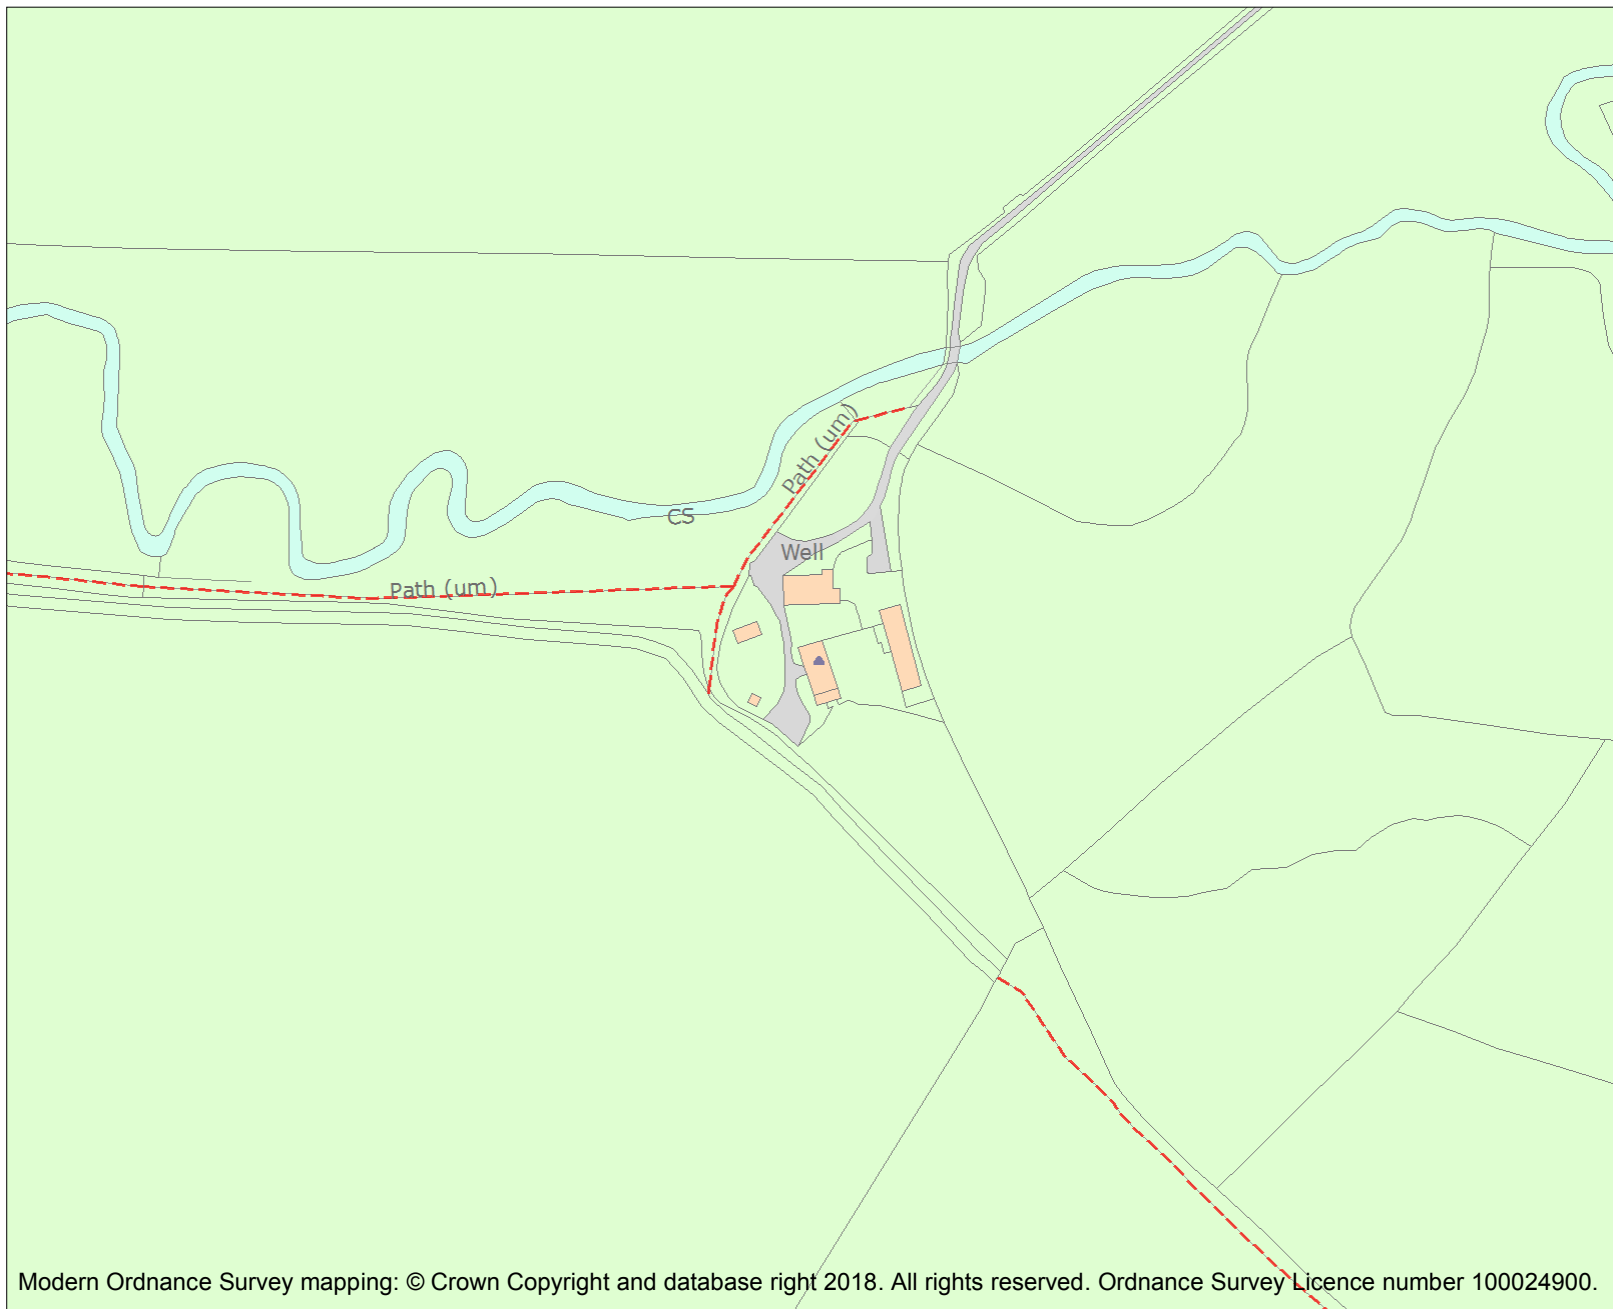 Path (um)
CS
Well
Path (um)
Modern Ordnance Survey mapping: © Crown Copyright and database right 2018. All rights reserved. Ordnance Survey Licence number 100024900.